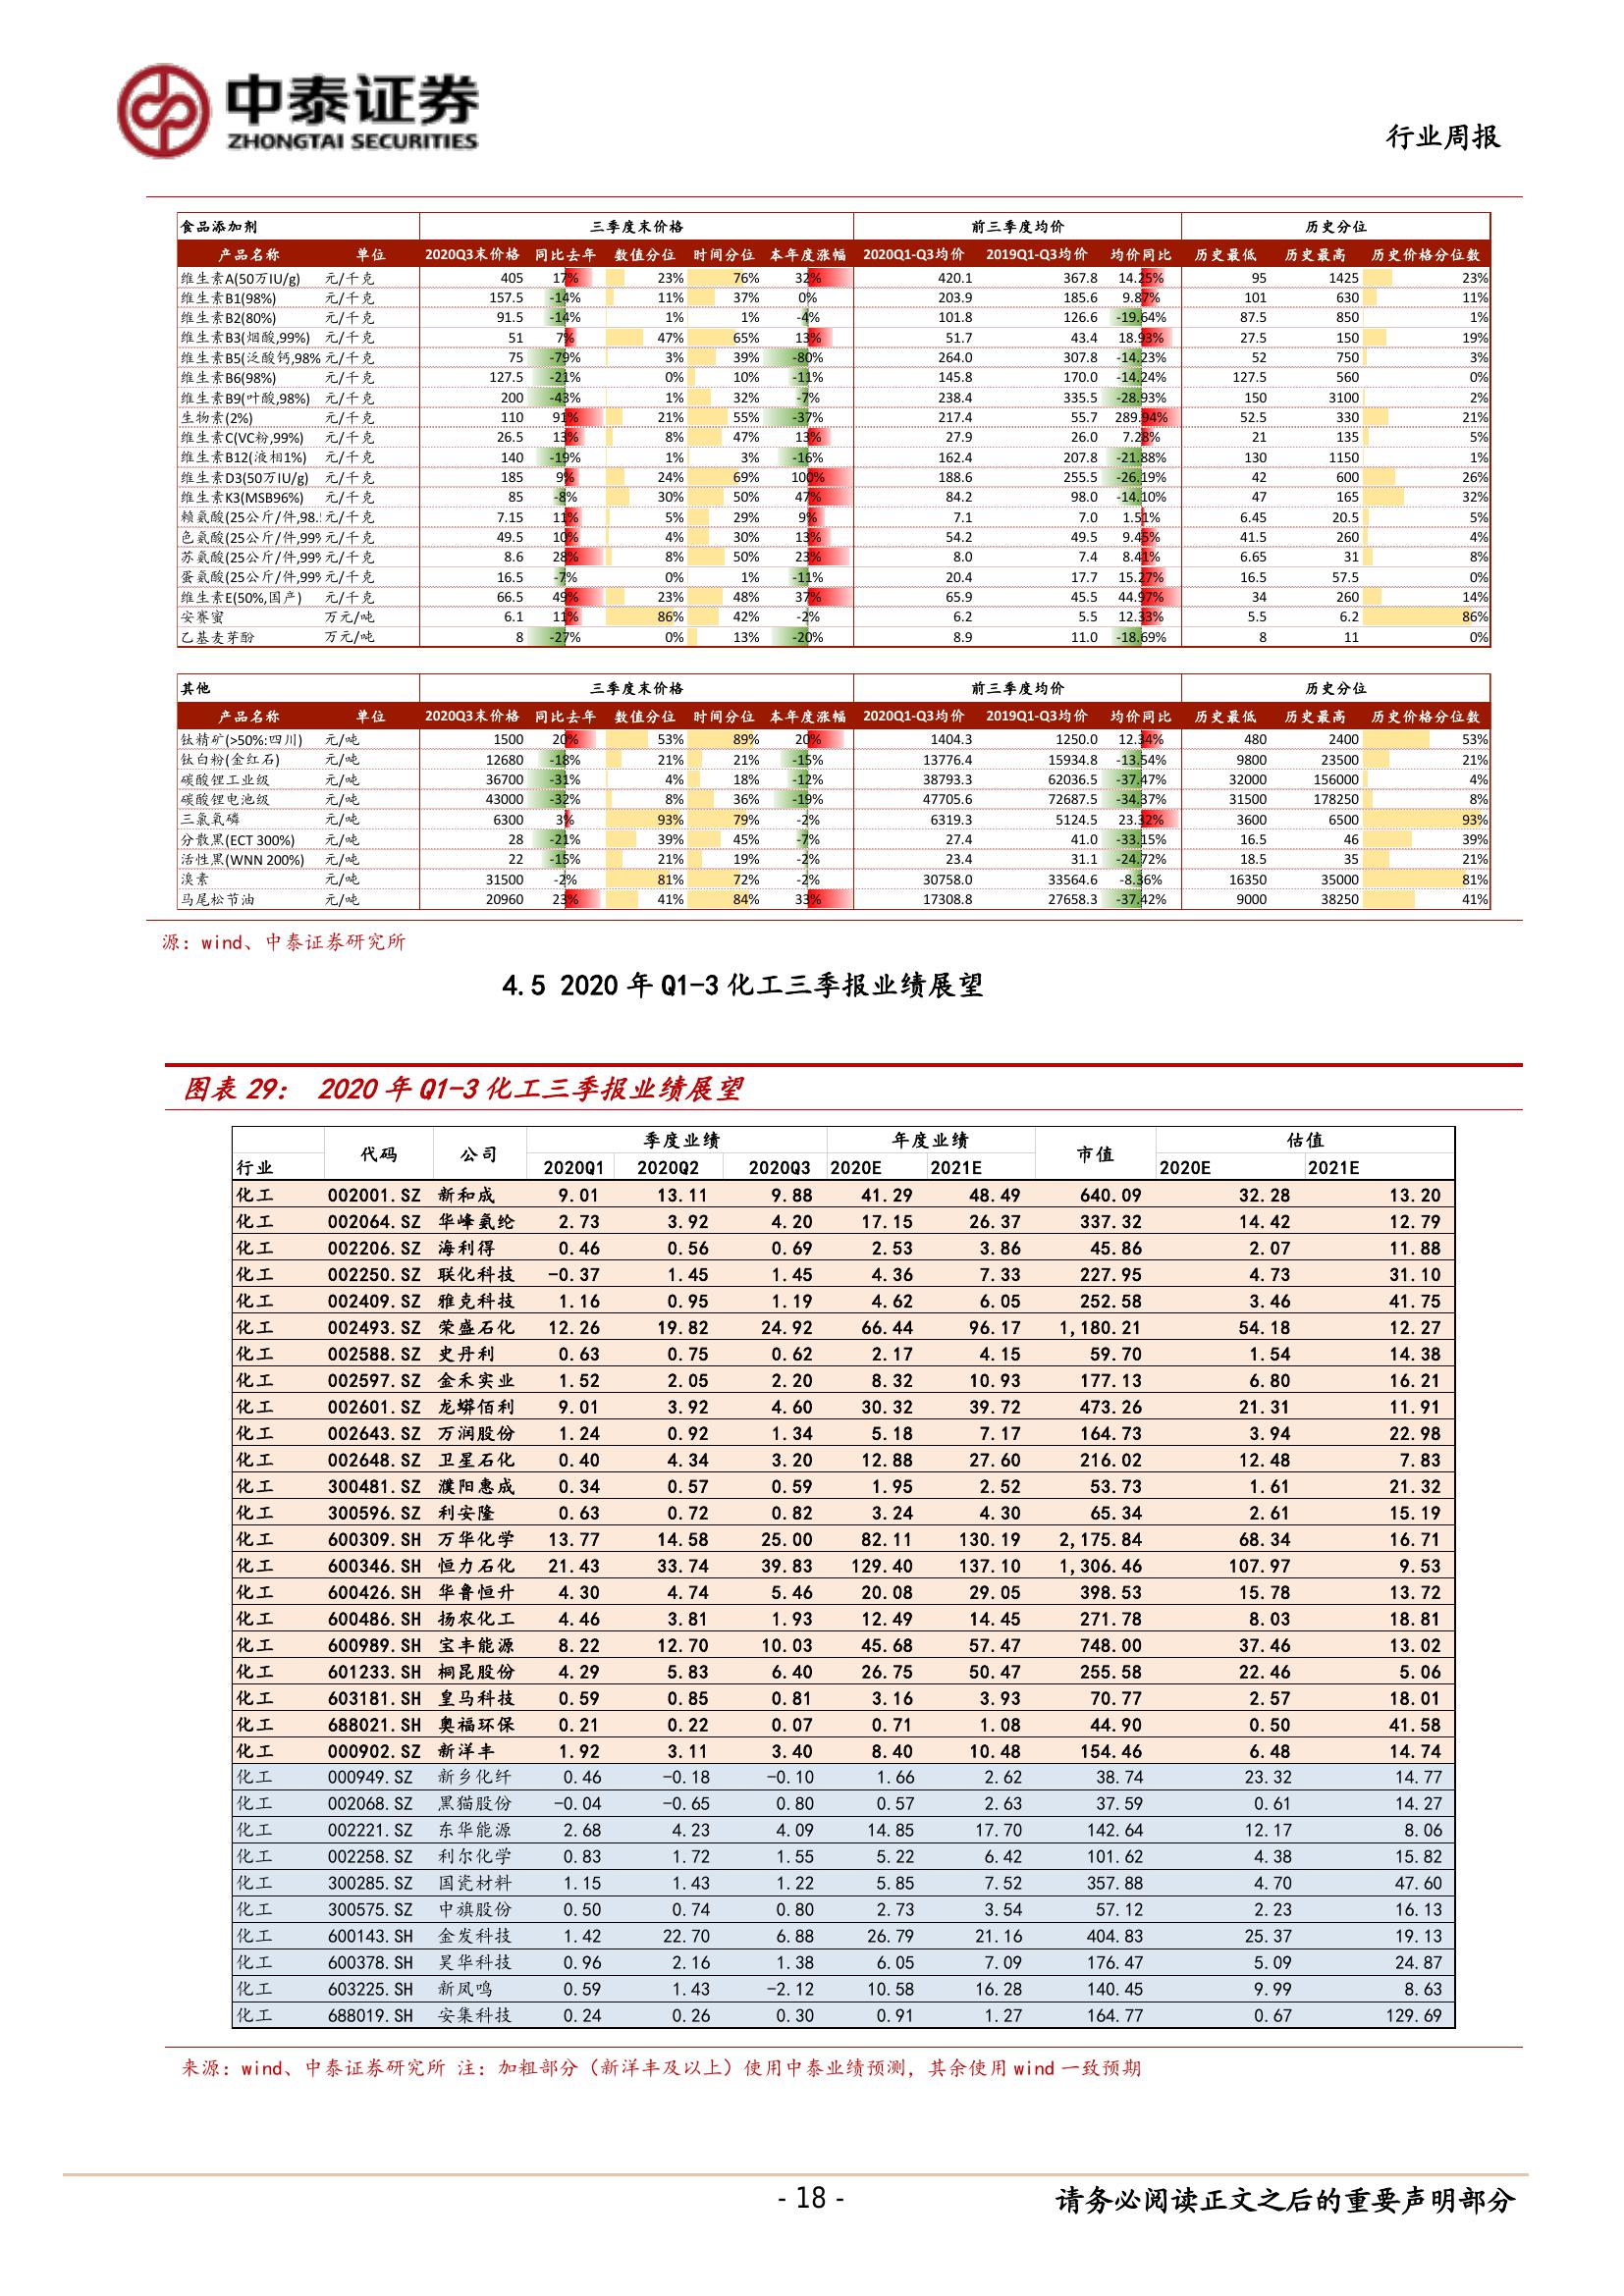 中泰证券
ZHONGTAI SECURITIES
行业周报
食品添加剂 三季度末价格 前三季度均价 历史分位
产品名称 单位 2020Q3末价格 同比去年 数值分位 时间分位 本年度涨幅 2020Q1-Q3均价 2019Q1-Q3均价 均价同比 历史最低 历史最高 历史价格分位数
维生素A(50万IU/g) 元/千克 405 17% 23% 76% 32% 420.1 367.8 14.25% 95 1425 23%
维生素B1(98%) 元/千克 157.5 -14% 11% 37% 0% 203.9 185.6 9.87% 101 630 11%
维生素B2(80%) 元/千克 91.5 -14% 1% 1% -4% 101.8 126.6 -19.64% 87.5 850 1%
维生素B3(烟酸,99%) 元/千克 51 7% 47% 65% 13% 51.7 43.4 18.93% 27.5 150 19%
维生素B5(泛酸钙,98% 元/千克 75 -79% 3% 39% -80% 264.0 307.8 -14.23% 52 750 3%
维生素B6(98%) 元/千克 127.5 -21% 0% 10% -11% 145.8 170.0 -14.24% 127.5 560 0%
维生素B9(叶酸,98%) 元/千克 200 -43% 1% 32% -7% 238.4 335.5 -28.93% 150 3100 2%
生物素(2%) 元/千克 110 91% 21% 55% -37% 217.4 55.7 289.94% 52.5 330 21%
维生素C(VC粉,99%) 元/千克 26.5 13% 8% 47% 13% 27.9 26.0 7.28% 21 135 5%
维生素B12(液相1%) 元/千克 140 -19% 1% 3% -16% 162.4 207.8 -21.88% 130 1150 1%
维生素D3(50万IU/g) 元/千克 185 9% 24% 69% 100% 188.6 255.5 -26.19% 42 600 26%
维生素K3(MSB96%) 元/千克 85 -8% 30% 50% 47% 84.2 98.0 -14.10% 47 165 32%
赖氨酸(25公斤/件,98. 元/千克 7.15 11% 5% 29% 9% 7.1 7.0 1.51% 6.45 20.5 5%
色氨酸(25公斤/件,99% 元/千克 49.5 10% 4% 30% 13% 54.2 49.5 9.45% 41.5 260 4%
苏氨酸(25公斤/件,99% 元/千克 8.6 28% 8% 50% 23% 8.0 7.4 8.41% 6.65 31 8%
蛋氨酸(25公斤/件,99% 元/千克 16.5 -7% 0% 1% -11% 20.4 17.7 15.27% 16.5 57.5 0%
维生素E(50%,国产) 元/千克 66.5 49% 23% 48% 37% 65.9 45.5 44.97% 34 260 14%
安赛蜜 万元/吨 6.1 11% 86% 42% -2% 6.2 5.5 12.33% 5.5 6.2 86%
乙基麦芽酚 万元/吨 8 -27% 0% 13% -20% 8.9 11.0 -18.69% 8 11 0%
其他 三季度末价格 前三季度均价 历史分位
产品名称 单位 2020Q3末价格 同比去年 数值分位 时间分位 本年度涨幅 2020Q1-Q3均价 2019Q1-Q3均价 均价同比 历史最低 历史最高 历史价格分位数
钛精矿(>50%:四川) 元/吨 1500 20% 53% 89% 20% 1404.3 1250.0 12.34% 480 2400 53%
钛白粉(金红石) 元/吨 12680 -18% 21% 21% -15% 13776.4 15934.8 -13.54% 9800 23500 21%
碳酸锂工业级 元/吨 36700 -31% 4% 18% -12% 38793.3 62036.5 -37.47% 32000 156000 4%
碳酸锂电池级 元/吨 43000 -32% 8% 36% -19% 47705.6 72687.5 -34.37% 31500 178250 8%
三氯氧磷 元/吨 6300 3% 93% 79% -2% 6319.3 5124.5 23.32% 3600 6500 93%
分散黑(ECT 300%) 元/吨 28 -21% 39% 45% -7% 27.4 41.0 -33.15% 16.5 46 39%
活性黑(WNN 200%) 元/吨 22 -15% 21% 19% -2% 23.4 31.1 -24.72% 18.5 35 21%
溴素 元/吨 31500 -2% 81% 72% -2% 30758.0 33564.6 -8.36% 16350 35000 81%
马尾松节油 元/吨 20960 23% 41% 84% 33% 17308.8 27658.3 -37.42% 9000 38250 41%
源：wind、中泰证券研究所
4.5 2020 年 Q1-3 化工三季报业绩展望
图表 29： 2020 年 Q1-3 化工三季报业绩展望
代码 公司 季度业绩 年度业绩 市值 估值
行业 2020Q1 2020Q2 2020Q3 2020E 2021E 2020E 2021E
化工 002001.SZ 新和成 9.01 13.11 9.88 41.29 48.49 640.09 32.28 13.20
化工 002064.SZ 华峰氨纶 2.73 3.92 4.20 17.15 26.37 337.32 14.42 12.79
化工 002206.SZ 海利得 0.46 0.56 0.69 2.53 3.86 45.86 2.07 11.88
化工 002250.SZ 联化科技 -0.37 1.45 1.45 4.36 7.33 227.95 4.73 31.10
化工 002409.SZ 雅克科技 1.16 0.95 1.19 4.62 6.05 252.58 3.46 41.75
化工 002493.SZ 荣盛石化 12.26 19.82 24.92 66.44 96.17 1,180.21 54.18 12.27
化工 002588.SZ 史丹利 0.63 0.75 0.62 2.17 4.15 59.70 1.54 14.38
化工 002597.SZ 金禾实业 1.52 2.05 2.20 8.32 10.93 177.13 6.80 16.21
化工 002601.SZ 龙蟒佰利 9.01 3.92 4.60 30.32 39.72 473.26 21.31 11.91
化工 002643.SZ 万润股份 1.24 0.92 1.34 5.18 7.17 164.73 3.94 22.98
化工 002648.SZ 卫星石化 0.40 4.34 3.20 12.88 27.60 216.02 12.48 7.83
化工 300481.SZ 濮阳惠成 0.34 0.57 0.59 1.95 2.52 53.73 1.61 21.32
化工 300596.SZ 利安隆 0.63 0.72 0.82 3.24 4.30 65.34 2.61 15.19
化工 600309.SH 万华化学 13.77 14.58 25.00 82.11 130.19 2,175.84 68.34 16.71
化工 600346.SH 恒力石化 21.43 33.74 39.83 129.40 137.10 1,306.46 107.97 9.53
化工 600426.SH 华鲁恒升 4.30 4.74 5.46 20.08 29.05 398.53 15.78 13.72
化工 600486.SH 扬农化工 4.46 3.81 1.93 12.49 14.45 271.78 8.03 18.81
化工 600989.SH 宝丰能源 8.22 12.70 10.03 45.68 57.47 748.00 37.46 13.02
化工 601233.SH 桐昆股份 4.29 5.83 6.40 26.75 50.47 255.58 22.46 5.06
化工 603181.SH 皇马科技 0.59 0.85 0.81 3.16 3.93 70.77 2.57 18.01
化工 688021.SH 奥福环保 0.21 0.22 0.07 0.71 1.08 44.90 0.50 41.58
化工 000902.SZ 新洋丰 1.92 3.11 3.40 8.40 10.48 154.46 6.48 14.74
化工 000949.SZ 新乡化纤 0.46 -0.18 -0.10 1.66 2.62 38.74 23.32 14.77
化工 002068.SZ 黑猫股份 -0.04 -0.65 0.80 0.57 2.63 37.59 0.61 14.27
化工 002221.SZ 东华能源 2.68 4.23 4.09 14.85 17.70 142.64 12.17 8.06
化工 002258.SZ 利尔化学 0.83 1.72 1.55 5.22 6.42 101.62 4.38 15.82
化工 300285.SZ 国瓷材料 1.15 1.43 1.22 5.85 7.52 357.88 4.70 47.60
化工 300575.SZ 中旗股份 0.50 0.74 0.80 2.73 3.54 57.12 2.23 16.13
化工 600143.SH 金发科技 1.42 22.70 6.88 26.79 21.16 404.83 25.37 19.13
化工 600378.SH 昊华科技 0.96 2.16 1.38 6.05 7.09 176.47 5.09 24.87
化工 603225.SH 新凤鸣 0.59 1.43 -2.12 10.58 16.28 140.45 9.99 8.63
化工 688019.SH 安集科技 0.24 0.26 0.30 0.91 1.27 164.77 0.67 129.69
来源：wind、中泰证券研究所 注：加粗部分（新洋丰及以上）使用中泰业绩预测，其余使用 wind 一致预期
- 18 -
请务必阅读正文之后的重要声明部分